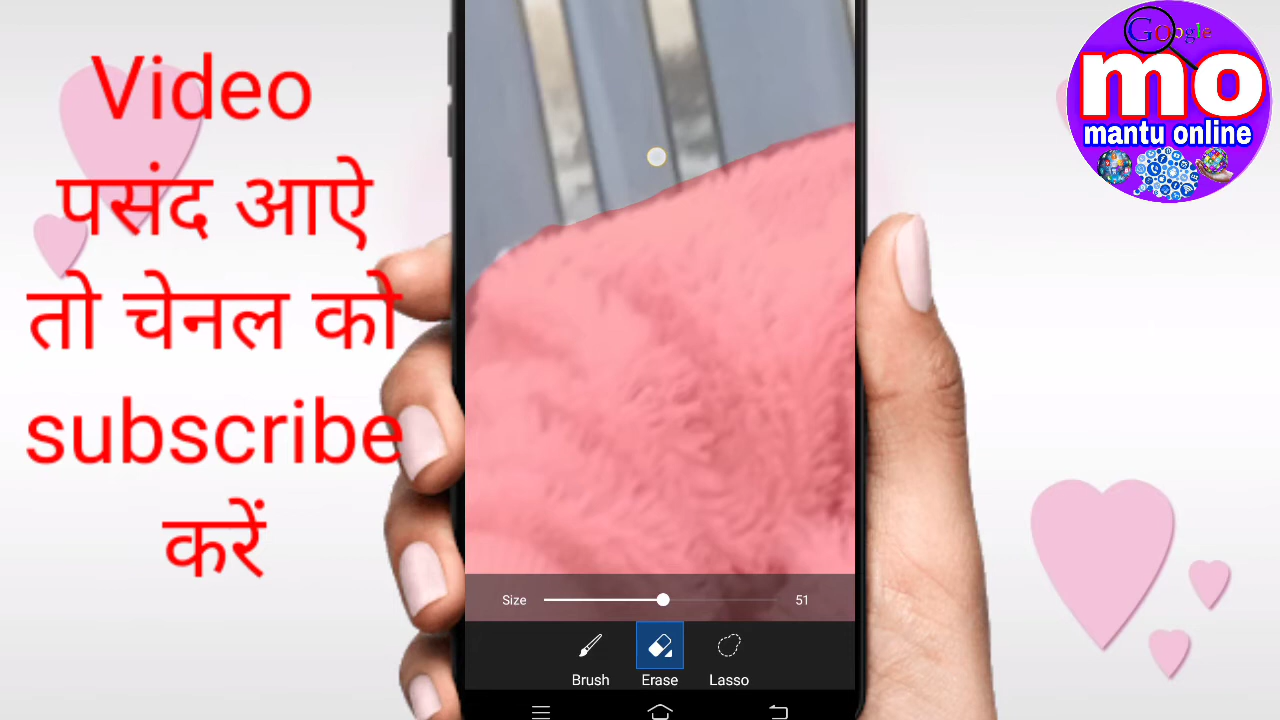 Video
पसंद आऐ
तो चेनल को
subscribe
करें
Google
mo
mantu online
Size
51
Brush
Erase
Lasso